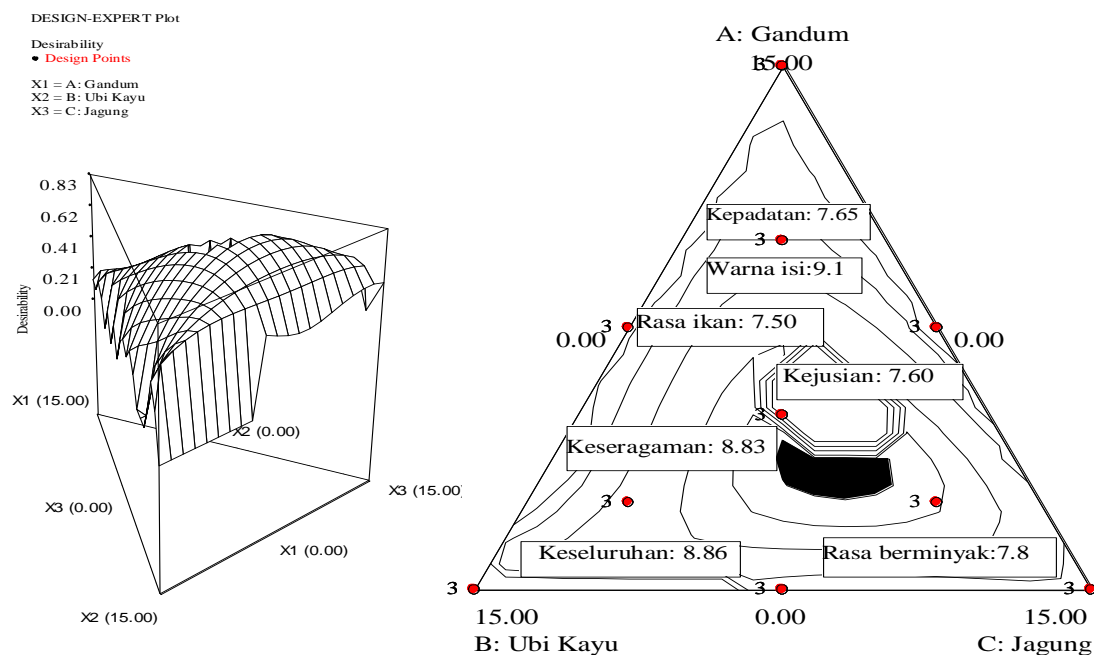 DESIGN-EXPERT Plot
Desirability
Design Points
X1 = A: Gandum
X2 = B: Ubi Kayu
X3 = C: Jagung
0.83
0.62
0.41
0.21
0.00
Desirability
X1 (15.00)
X2 (0.00)
X3 (0.00)
X3 (15.00)
X1 (0.00)
X2 (15.00)
A: Gandum
15.00
3
Kepadatan: 7.65
3
Warna isi:9.1
3
Rasa ikan: 7.50
3
0.00
0.00
Kejusian: 7.60
3
Keseragaman: 8.83
3
3
Keseluruhan: 8.86
Rasa berminyak:7.8
3
3
3
15.00
0.00
15.00
B: Ubi Kayu
C: Jagung